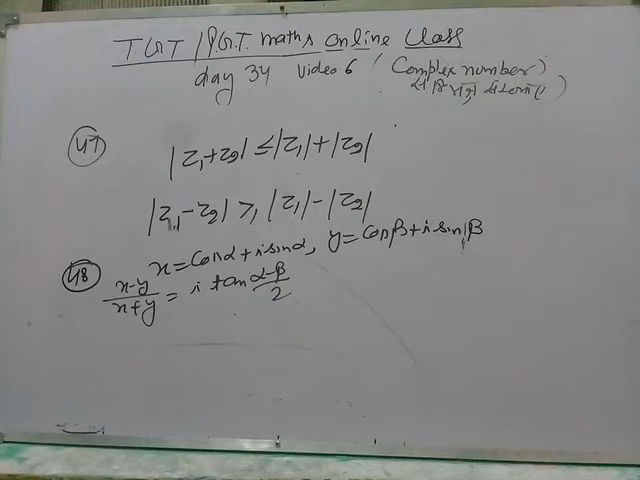 T.G.T / P.G.T. maths online Class
day 34 video 6 (Complex number)
(47) |z₁+z₂| ≤ |z₁|+|z₂|
|z₁-z₂| ≥ |z₁|-|z₂|
(48) x = cosα + i sinα, y = cosβ + i sinβ
x-y/x+y = i tan α-β/2